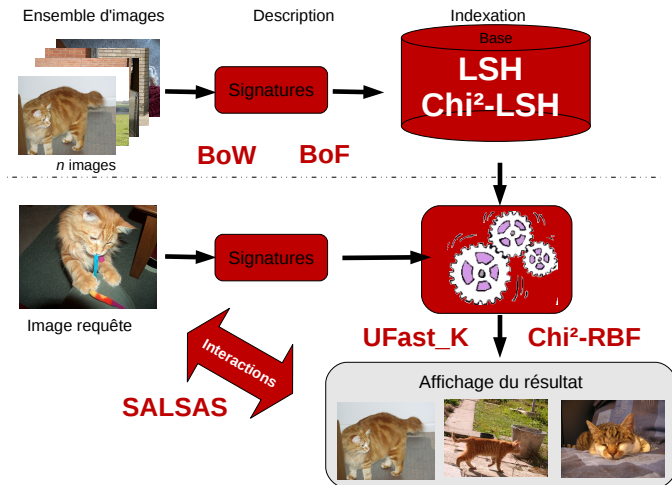 Ensemble d'images
Description
Indexation
Base
LSH
Chi²-LSH
Signatures
BoW
BoF
n images
Signatures
Image requête
UFast_K
Chi²-RBF
Interactions
SALSAS
Affichage du résultat